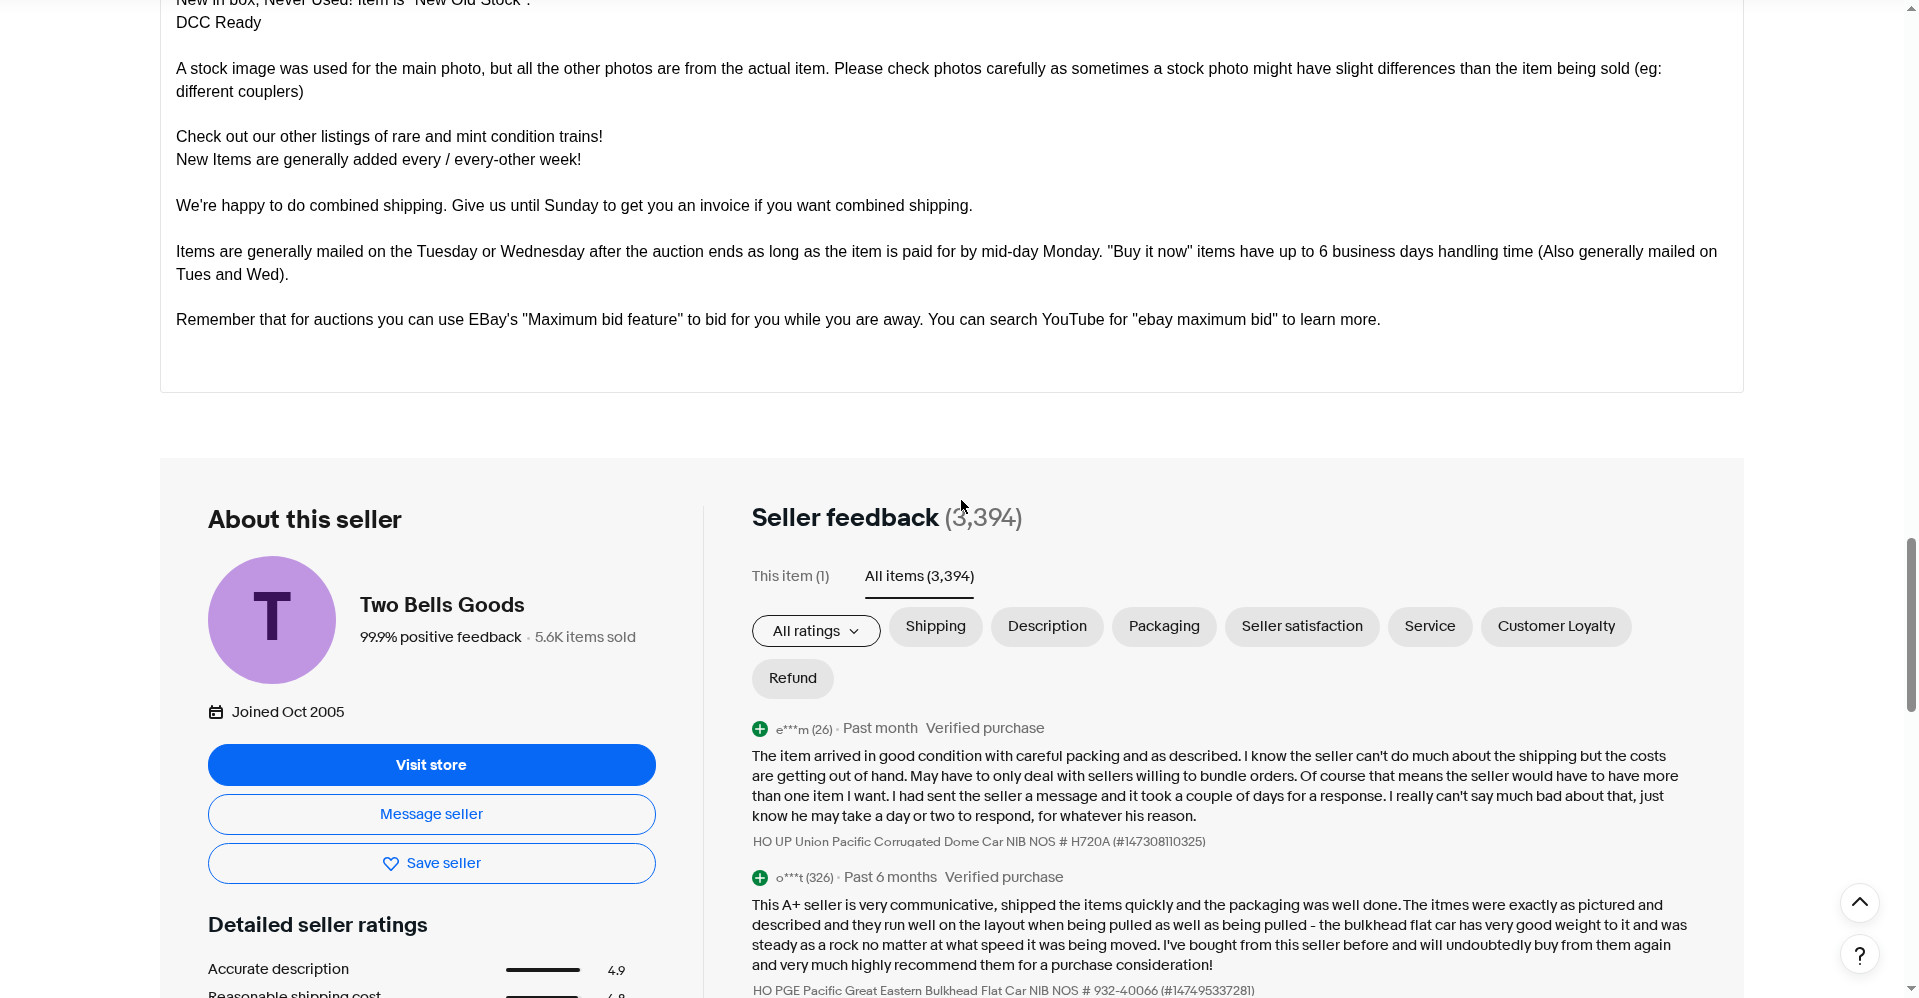 New in box, Never Used! Item is "New Old Stock".
DCC Ready
A stock image was used for the main photo, but all the other photos are from the actual item. Please check photos carefully as sometimes a stock photo might have slight differences than the item being sold (eg:
different couplers)
Check out our other listings of rare and mint condition trains!
New Items are generally added every / every-other week!
We're happy to do combined shipping. Give us until Sunday to get you an invoice if you want combined shipping.
Items are generally mailed on the Tuesday or Wednesday after the auction ends as long as the item is paid for by mid-day Monday. "Buy it now" items have up to 6 business days handling time (Also generally mailed on
Tues and Wed).
Remember that for auctions you can use EBay's "Maximum bid feature" to bid for you while you are away. You can search YouTube for "ebay maximum bid" to learn more.
About this seller
T
Two Bells Goods
99.9% positive feedback · 5.6K items sold
Joined Oct 2005
Visit store
Message seller
Save seller
Detailed seller ratings
Accurate description 4.9
Reasonable shipping cost 4.8
Seller feedback (3,394)
This item (1) All items (3,394)
All ratings Shipping Description Packaging Seller satisfaction Service Customer Loyalty
Refund
e***m (26) · Past month Verified purchase
The item arrived in good condition with careful packing and as described. I know the seller can't do much about the shipping but the costs
are getting out of hand. May have to only deal with sellers willing to bundle orders. Of course that means the seller would have to have more
than one item I want. I had sent the seller a message and it took a couple of days for a response. I really can't say much bad about that, just
know he may take a day or two to respond, for whatever his reason.
HO UP Union Pacific Corrugated Dome Car NIB NOS # H720A (#147308110325)
o***t (326) · Past 6 months Verified purchase
This A+ seller is very communicative, shipped the items quickly and the packaging was well done. The itmes were exactly as pictured and
described and they run well on the layout when being pulled as well as being pulled - the bulkhead flat car has very good weight to it and was
steady as a rock no matter at what speed it was being moved. I've bought from this seller before and will undoubtedly buy from them again
and very much highly recommend them for a purchase consideration!
HO PGE Pacific Great Eastern Bulkhead Flat Car NIB NOS # 932-40066 (#147495337281)
?